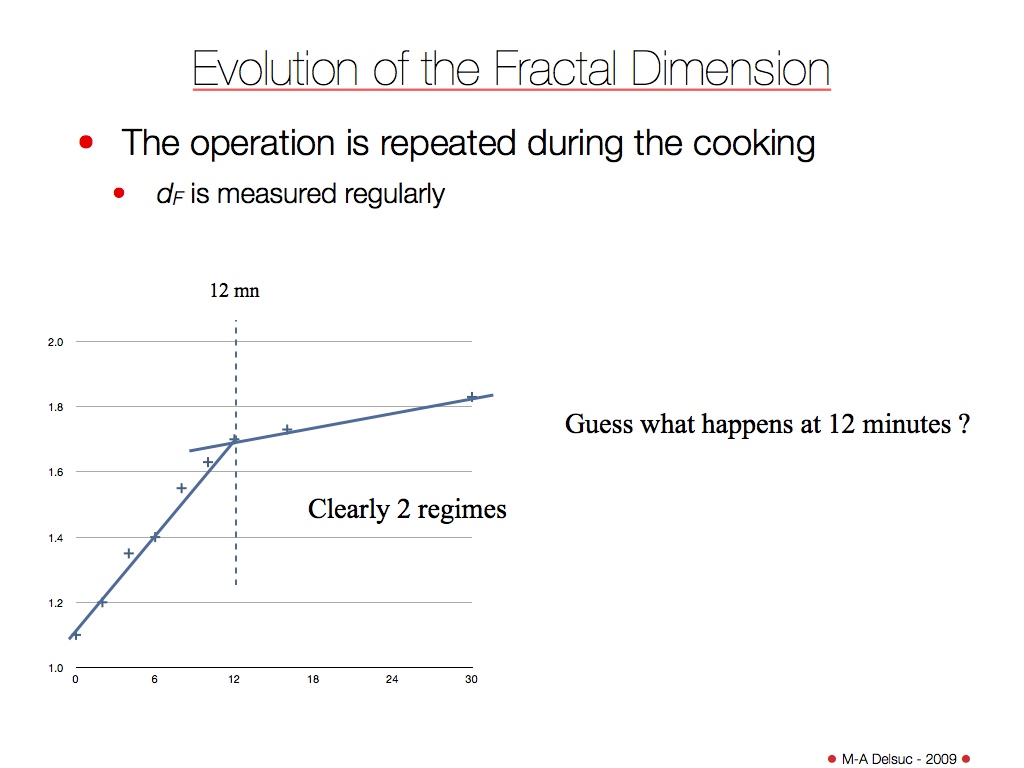 Evolution of the Fractal Dimension
• The operation is repeated during the cooking
• dF is measured regularly
12 mn
2.0
1.8
Guess what happens at 12 minutes ?
1.6
Clearly 2 regimes
1.4
1.2
1.0
0 6 12 18 24 30
• M-A Delsuc - 2009 •